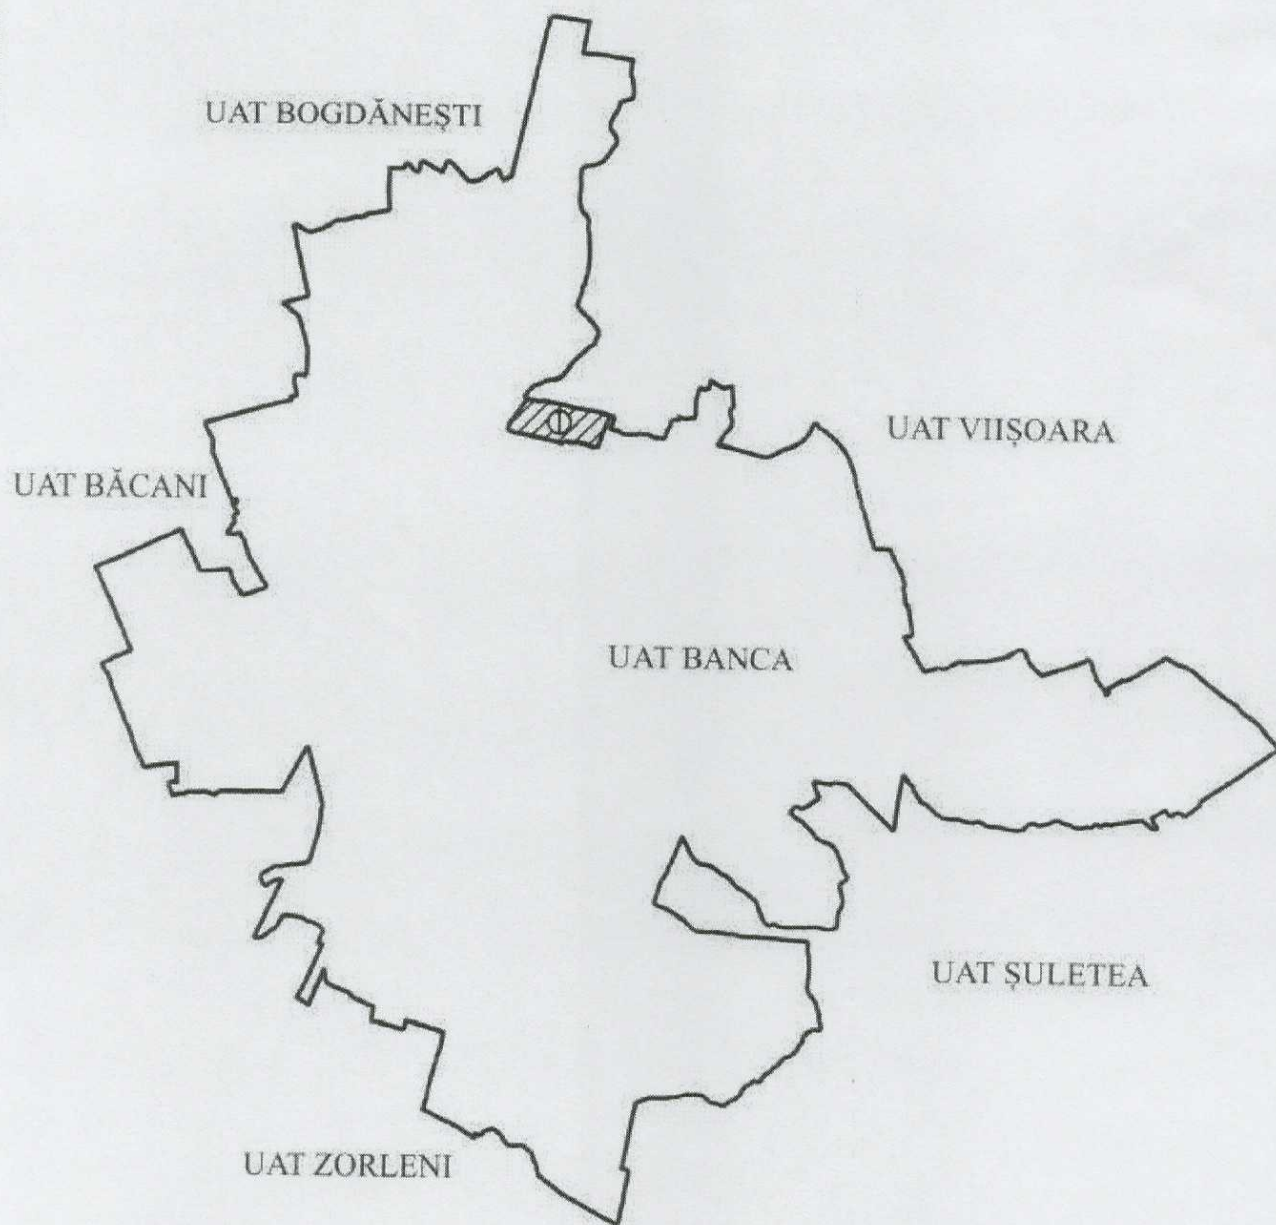 UAT BOGDĂNEȘTI
UAT VIIȘOARA
UAT BĂCANI
UAT BANCA
UAT ȘULETEA
UAT ZORLENI